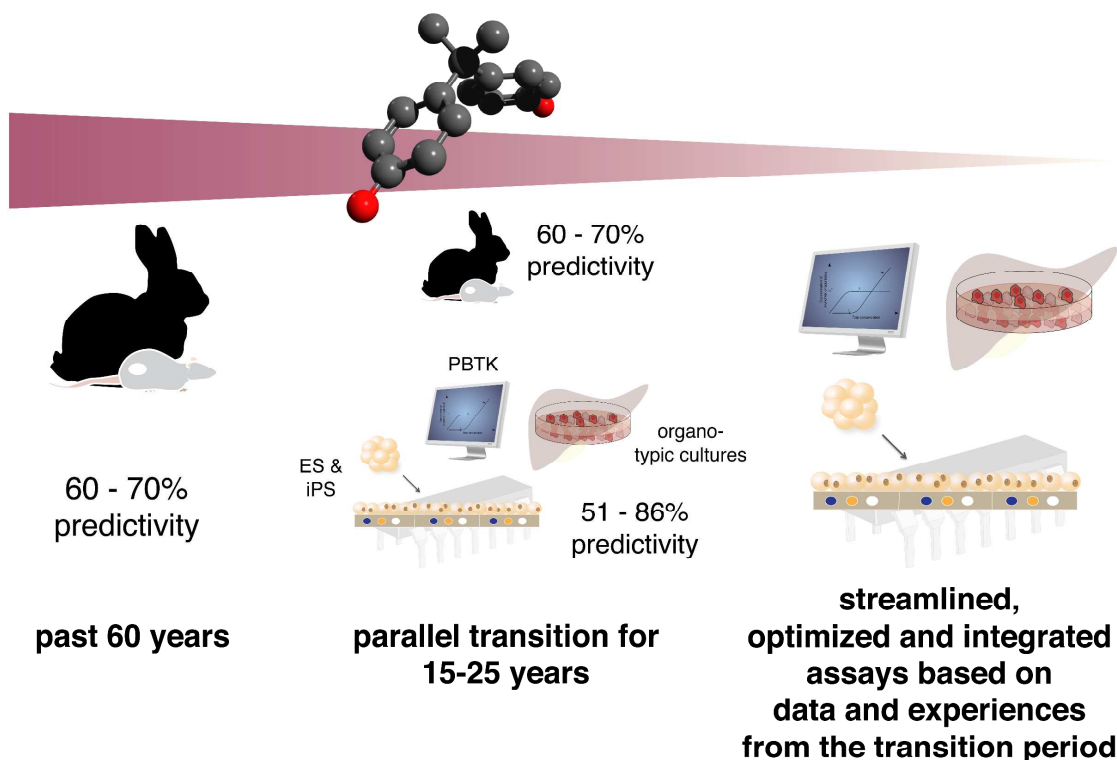 60 - 70%
predictivity
past 60 years
60 - 70%
predictivity
PBTK
ES &
iPS
organo-
typic cultures
51 - 86%
predictivity
parallel transition for
15-25 years
streamlined,
optimized and integrated
assays based on
data and experiences
from the transition period